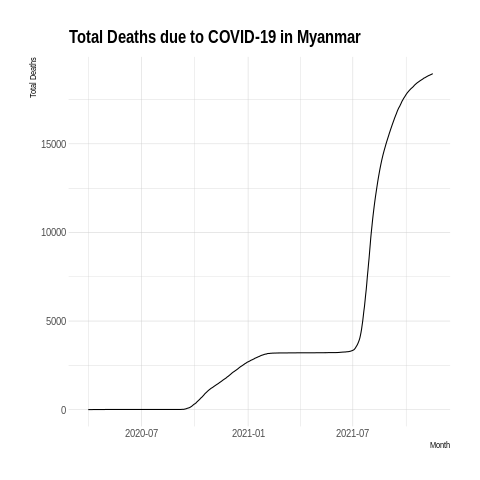 Total Deaths due to COVID-19 in Myanmar
Total Deaths
15000
10000
5000
0
2020-07 2021-01 2021-07
Month